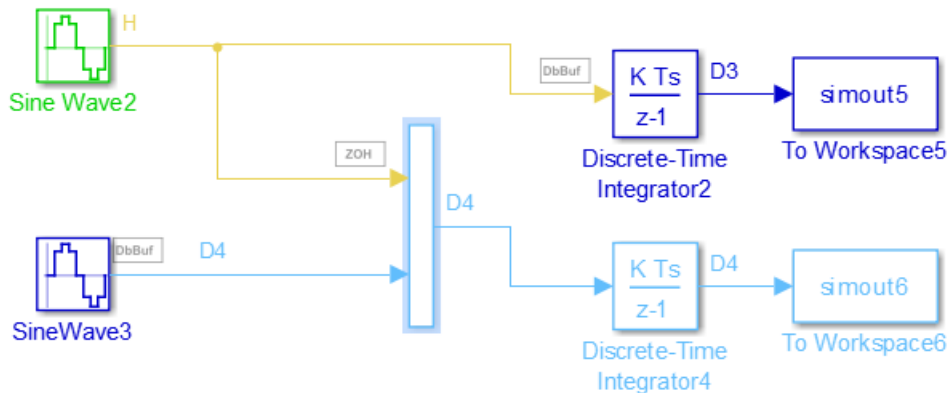 H
Sine Wave2
DbBuf
K Ts
z-1
D3
simout5
Discrete-Time
Integrator2
To Workspace5
ZOH
D4
DbBuf
D4
SineWave3
K Ts
z-1
D4
simout6
Discrete-Time
Integrator4
To Workspace6